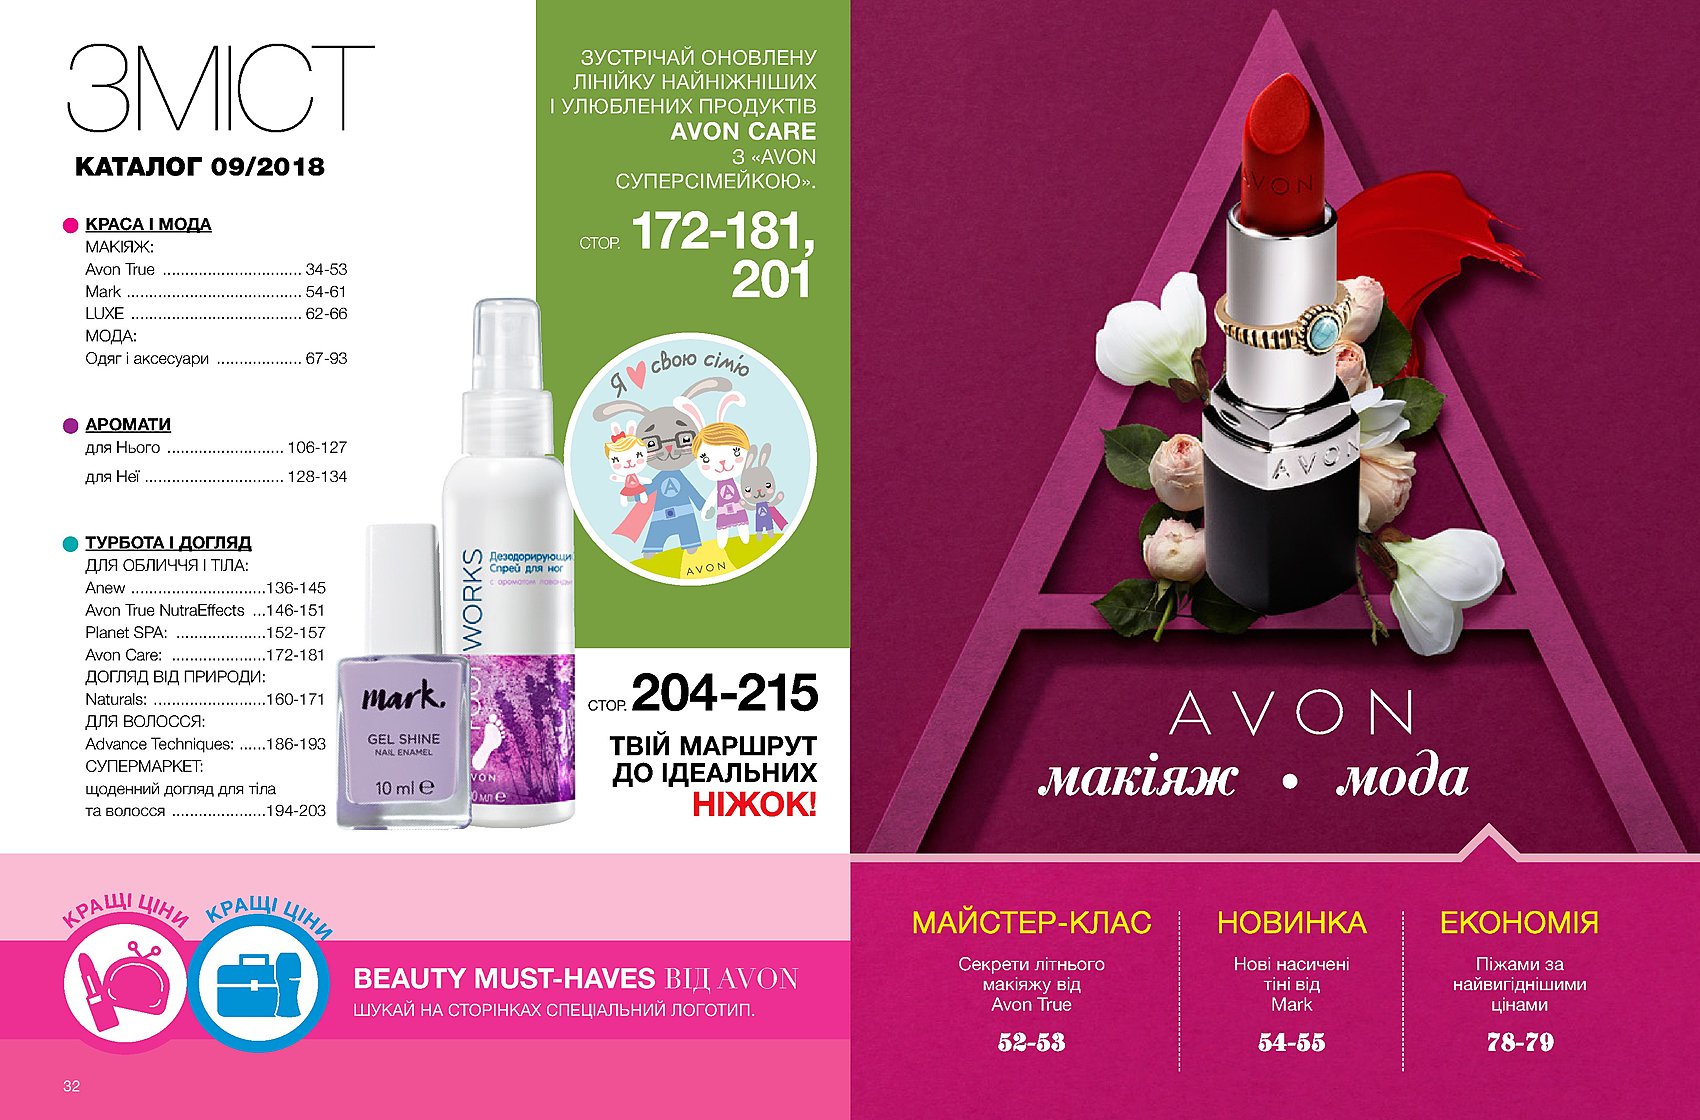 ЗМІСТ
КАТАЛОГ 09/2018
КРАСА І МОДА
МАКІЯЖ:
Avon True ............................... 34-53
Mark ....................................... 54-61
LUXE ...................................... 62-66
МОДА:
Одяг і аксесуари ................... 67-93
АРОМАТИ
для Нього .......................... 106-127
для Неї ............................... 128-134
ТУРБОТА І ДОГЛЯД
ДЛЯ ОБЛИЧЧЯ І ТІЛА:
Anew ..............................136-145
Avon True NutraEffects ...146-151
Planet SPA: ....................152-157
Avon Care: .....................172-181
ДОГЛЯД ВІД ПРИРОДИ:
Naturals: .........................160-171
ДЛЯ ВОЛОССЯ:
Advance Techniques: ......186-193
СУПЕРМАРКЕТ:
щоденний догляд для тіла
та волосся .....................194-203
ЗУСТРІЧАЙ ОНОВЛЕНУ
ЛІНІЙКУ НАЙНІЖНІШИХ
І УЛЮБЛЕНИХ ПРОДУКТІВ
AVON CARE
З «AVON
СУПЕРСІМЕЙКОЮ».
СТОР. 172-181,
201
Я свою сім'ю
AVON
WORKS
Дезодорирующи
Спрей для ног
с ароматом лаванды
VON
mark.
GEL SHINE
NAIL ENAMEL
10 ml e
СТОР. 204-215
ТВІЙ МАРШРУТ
ДО ІДЕАЛЬНИХ
НІЖОК!
КРАЩІ ЦІНИ
КРАЩІ ЦІНИ
BEAUTY MUST-HAVES ВІД AVON
ШУКАЙ НА СТОРІНКАХ СПЕЦІАЛЬНИЙ ЛОГОТИП.
32
AVON
AVON
AVON
макіяж • мода
МАЙСТЕР-КЛАС
Секрети літнього
макіяжу від
Avon True
52-53
НОВИНКА
Нові насичені
тіні від
Mark
54-55
ЕКОНОМІЯ
Піжами за
найвигіднішими
цінами
78-79